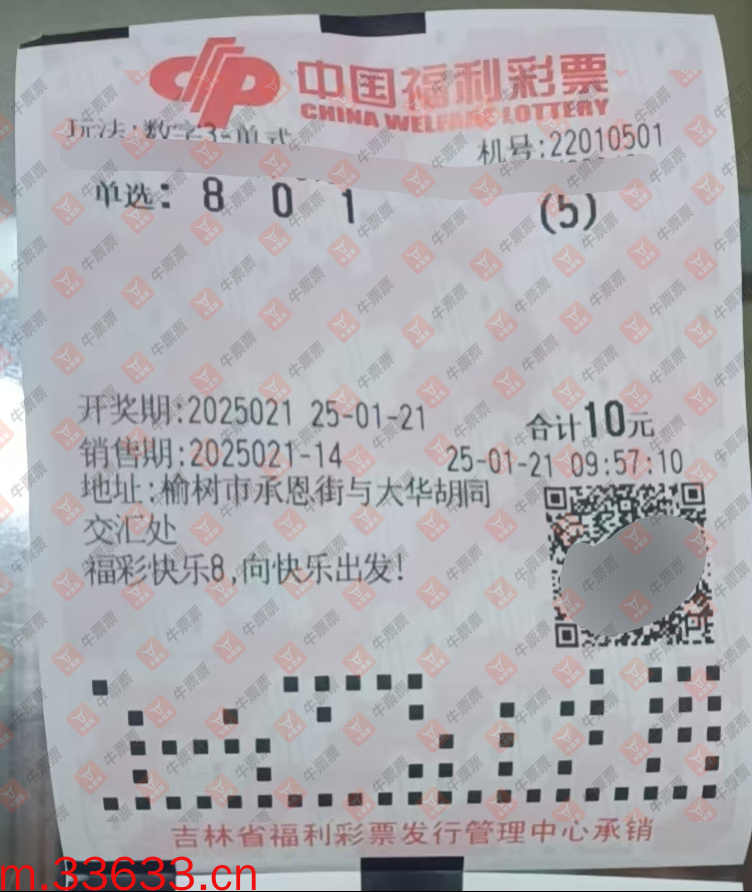 中国福利彩票
CHINA WELFARE LOTTERY
玩法:数字3-单式
机号:22010501
单选: 8 0 1 (5)
开奖期:2025021 25-01-21
合计10元
销售期:2025021-14 25-01-21 09:57:10
地址:榆树市承恩街与大华胡同
交汇处
福彩快乐8,向快乐出发!
吉林省福利彩票发行管理中心承销
牛票票
m.33633.cn